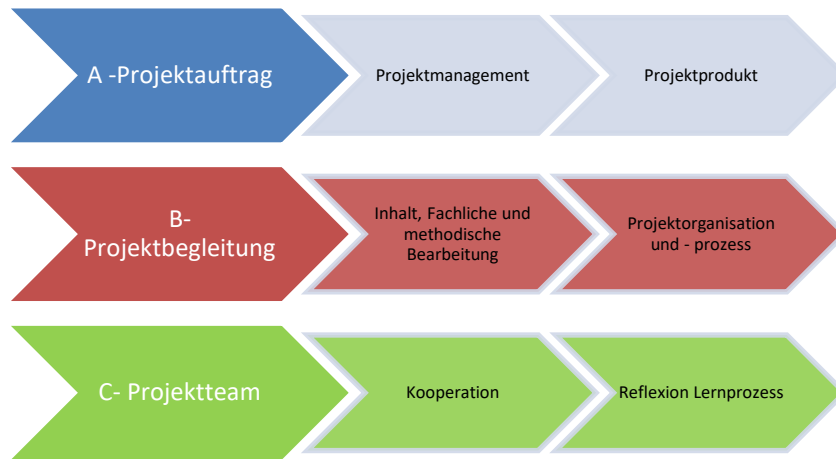 A -Projektauftrag
Projektmanagement
Projektprodukt
B-
Projektbegleitung
Inhalt, Fachliche und
methodische
Bearbeitung
Projektorganisation
und - prozess
C- Projektteam
Kooperation
Reflexion Lernprozess